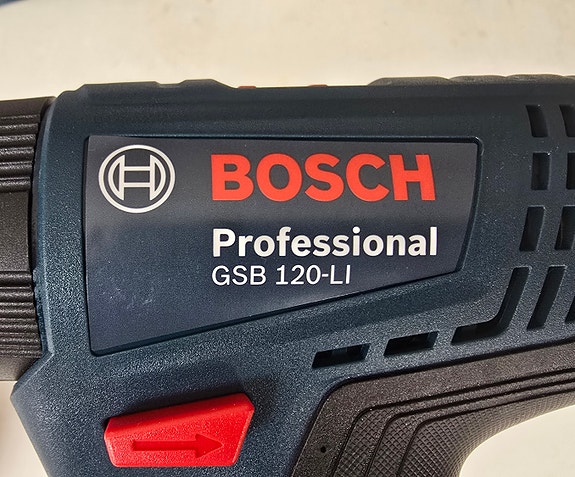 BOSCH
Professional
GSB 120-LI